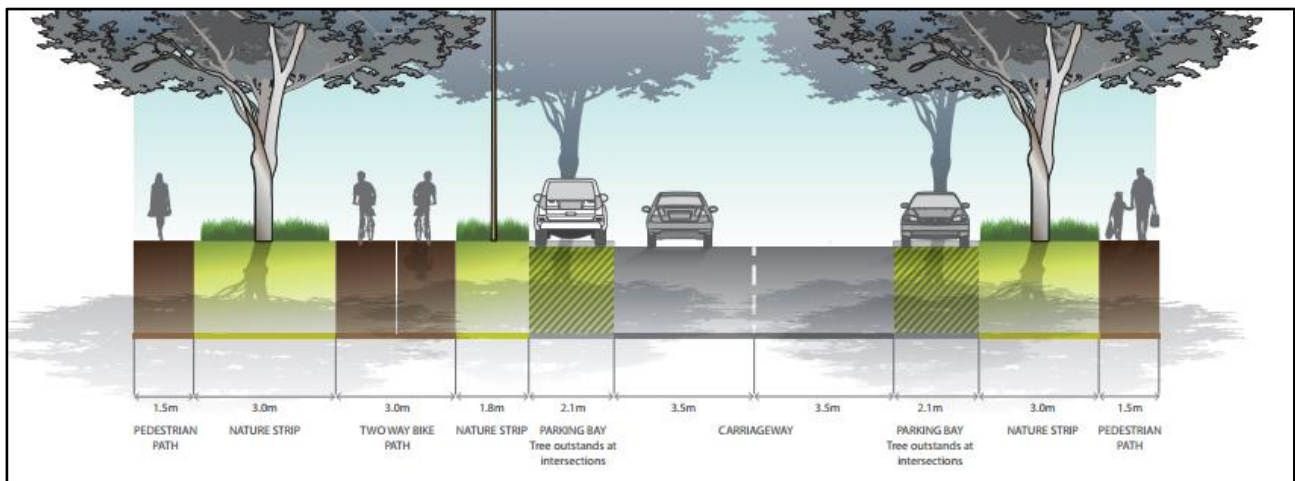 1.5m 3.0m 3.0m 1.8m 2.1m 3.5m 3.5m 2.1m 3.0m 1.5m
PEDESTRIAN NATURE STRIP TWO WAY BIKE NATURE STRIP PARKING BAY CARRIAGEWAY PARKING BAY NATURE STRIP PEDESTRIAN
PATH PATH Tree outstands at Tree outstands at PATH
intersections intersections